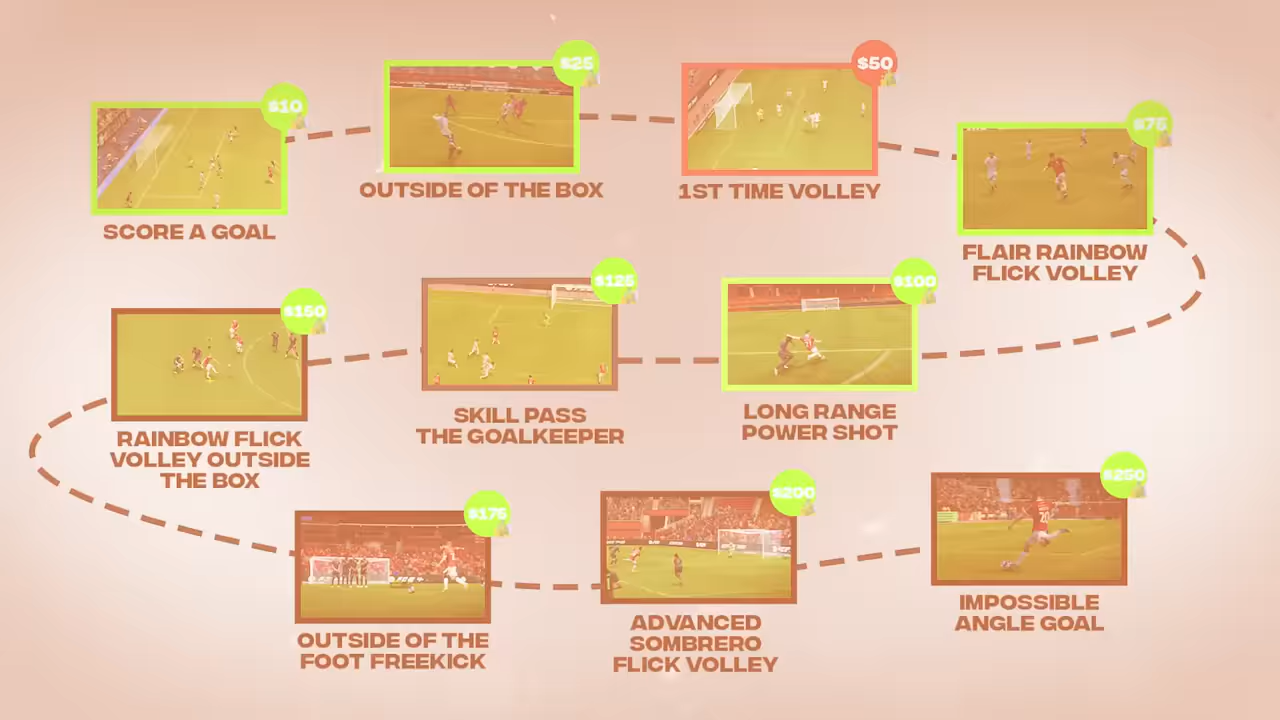 $10
SCORE A GOAL
$25
OUTSIDE OF THE BOX
$50
1ST TIME VOLLEY
$75
FLAIR RAINBOW
FLICK VOLLEY
$100
LONG RANGE
POWER SHOT
$125
SKILL PASS
THE GOALKEEPER
$150
RAINBOW FLICK
VOLLEY OUTSIDE
THE BOX
$175
OUTSIDE OF THE
FOOT FREEKICK
$200
ADVANCED
SOMBRERO
FLICK VOLLEY
$250
20
IMPOSSIBLE
ANGLE GOAL